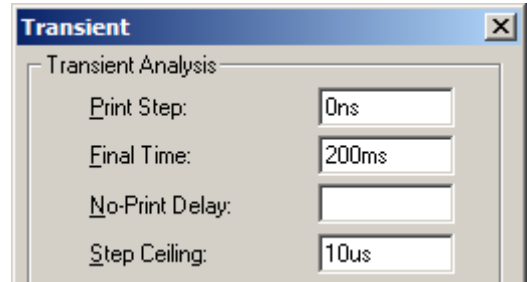 Transient
Transient Analysis
Print Step: 0ns
Final Time: 200ms
No-Print Delay:
Step Ceiling: 10us